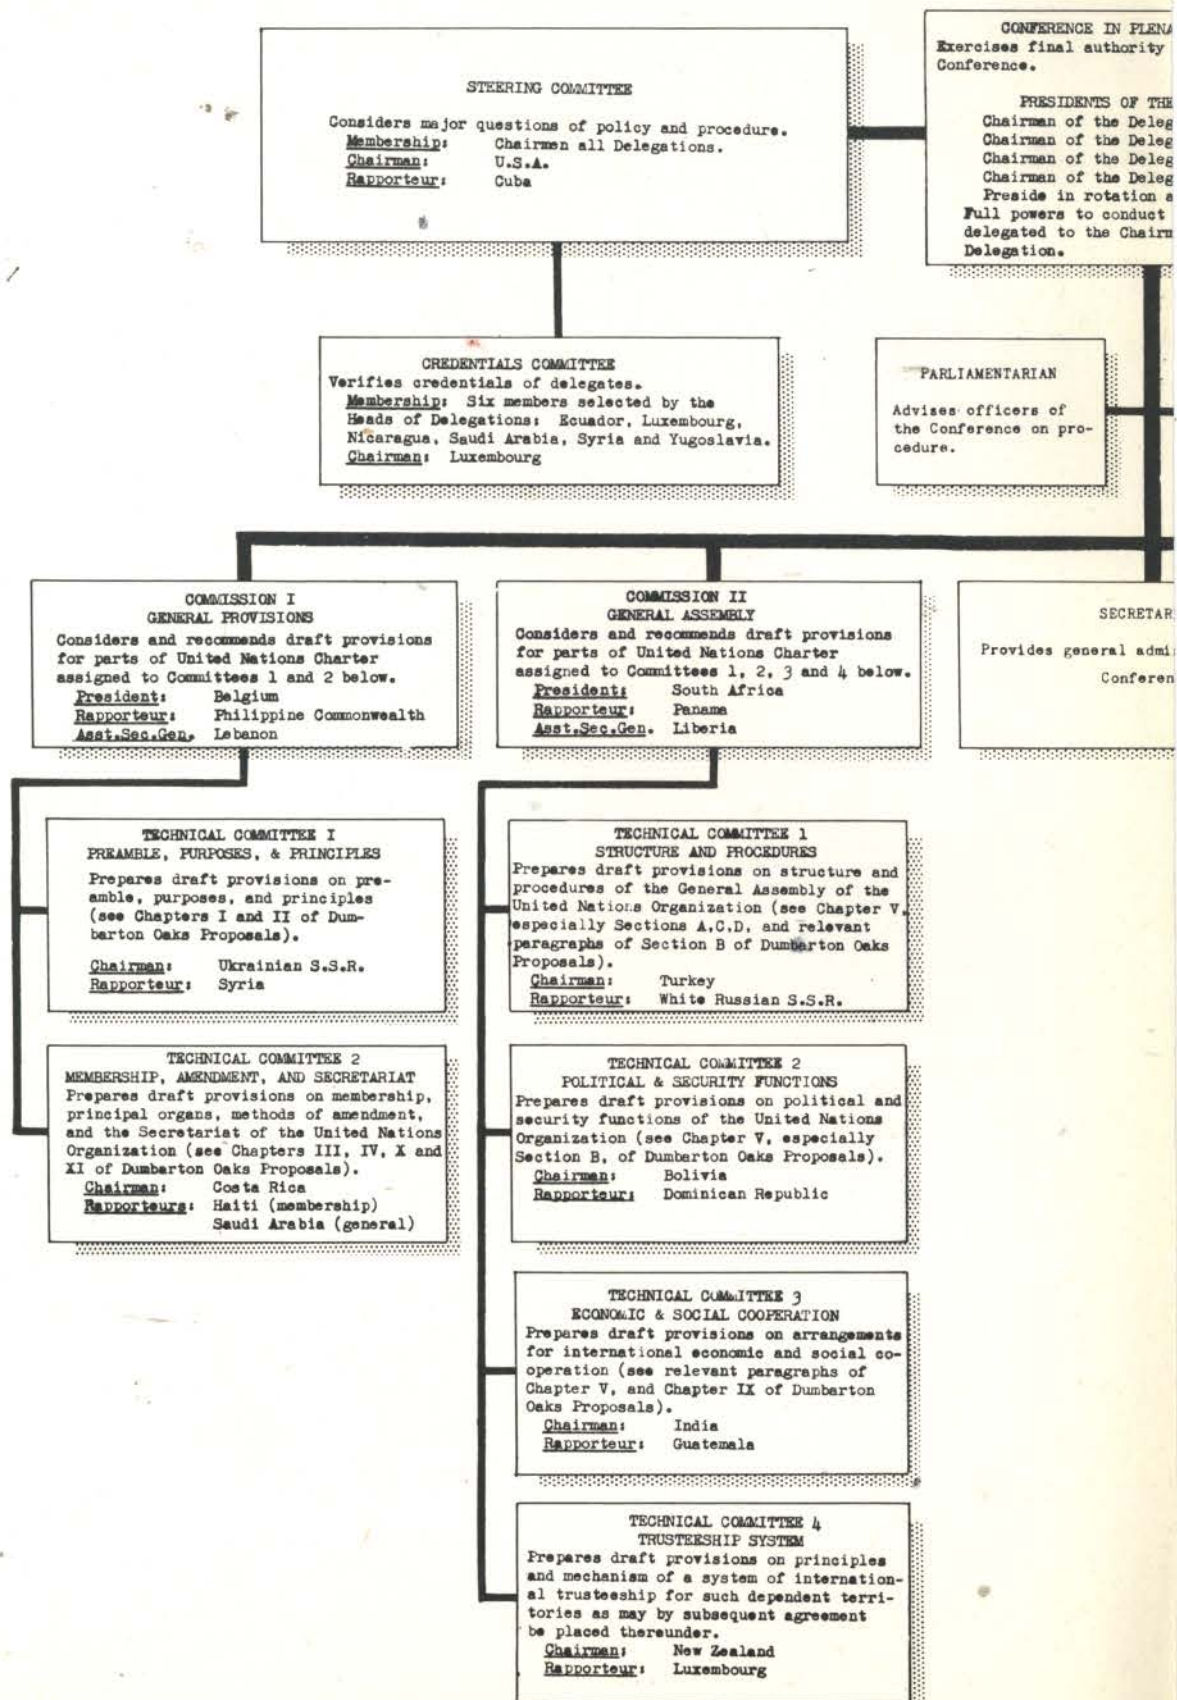 STEERING COMMITTEE
Considers major questions of policy and procedure.
Membership: Chairmen all Delegations.
Chairman: U.S.A.
Rapporteur: Cuba
CONFERENCE IN PLENA
Exercises final authority
Conference.
PRESIDENTS OF THE
Chairman of the Deleg
Chairman of the Deleg
Chairman of the Deleg
Chairman of the Deleg
Preside in rotation a
Full powers to conduct
delegated to the Chairm
Delegation.
CREDENTIALS COMMITTEE
Verifies credentials of delegates.
Membership: Six members selected by the
Heads of Delegations: Ecuador, Luxembourg,
Nicaragua, Saudi Arabia, Syria and Yugoslavia.
Chairman: Luxembourg
PARLIAMENTARIAN
Advises officers of
the Conference on pro-
cedure.
COMMISSION I
GENERAL PROVISIONS
Considers and recommends draft provisions
for parts of United Nations Charter
assigned to Committees 1 and 2 below.
President: Belgium
Rapporteur: Philippine Commonwealth
Asst.Sec.Gen. Lebanon
COMMISSION II
GENERAL ASSEMBLY
Considers and recommends draft provisions
for parts of United Nations Charter
assigned to Committees 1, 2, 3 and 4 below.
President: South Africa
Rapporteur: Panama
Asst.Sec.Gen. Liberia
SECRETAR
Provides general admi
Conferen
TECHNICAL COMMITTEE I
PREAMBLE, PURPOSES, & PRINCIPLES
Prepares draft provisions on pre-
amble, purposes, and principles
(see Chapters I and II of Dum-
barton Oaks Proposals).
Chairman: Ukrainian S.S.R.
Rapporteur: Syria
TECHNICAL COMMITTEE 2
MEMBERSHIP, AMENDMENT, AND SECRETARIAT
Prepares draft provisions on membership,
principal organs, methods of amendment,
and the Secretariat of the United Nations
Organization (see Chapters III, IV, X and
XI of Dumbarton Oaks Proposals).
Chairman: Costa Rica
Rapporteurs: Haiti (membership)
Saudi Arabia (general)
TECHNICAL COMMITTEE 1
STRUCTURE AND PROCEDURES
Prepares draft provisions on structure and
procedures of the General Assembly of the
United Nations Organization (see Chapter V,
especially Sections A,C,D, and relevant
paragraphs of Section B of Dumbarton Oaks
Proposals).
Chairman: Turkey
Rapporteur: White Russian S.S.R.
TECHNICAL COMMITTEE 2
POLITICAL & SECURITY FUNCTIONS
Prepares draft provisions on political and
security functions of the United Nations
Organization (see Chapter V, especially
Section B, of Dumbarton Oaks Proposals).
Chairman: Bolivia
Rapporteur: Dominican Republic
TECHNICAL COMMITTEE 3
ECONOMIC & SOCIAL COOPERATION
Prepares draft provisions on arrangements
for international economic and social co-
operation (see relevant paragraphs of
Chapter V, and Chapter IX of Dumbarton
Oaks Proposals).
Chairman: India
Rapporteur: Guatemala
TECHNICAL COMMITTEE 4
TRUSTEESHIP SYSTEM
Prepares draft provisions on principles
and mechanism of a system of internation-
al trusteeship for such dependent terri-
tories as may by subsequent agreement
be placed thereunder.
Chairman: New Zealand
Rapporteur: Luxembourg